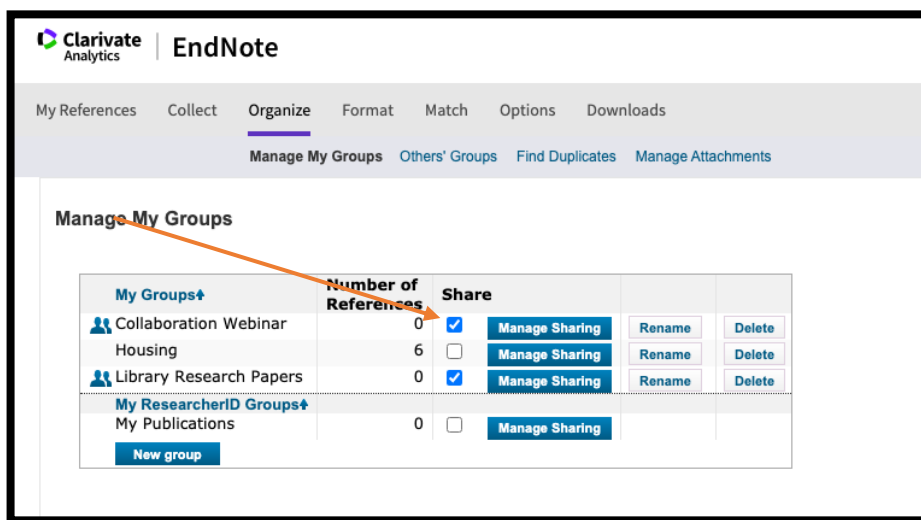 Clarivate
Analytics
EndNote
My References Collect Organize Format Match Options Downloads
Manage My Groups Others' Groups Find Duplicates Manage Attachments
Manage My Groups
My Groups Number of References Share
Collaboration Webinar 0 Manage Sharing Rename Delete
Housing 6 Manage Sharing Rename Delete
Library Research Papers 0 Manage Sharing Rename Delete
My ResearcherID Groups
My Publications 0 Manage Sharing
New group